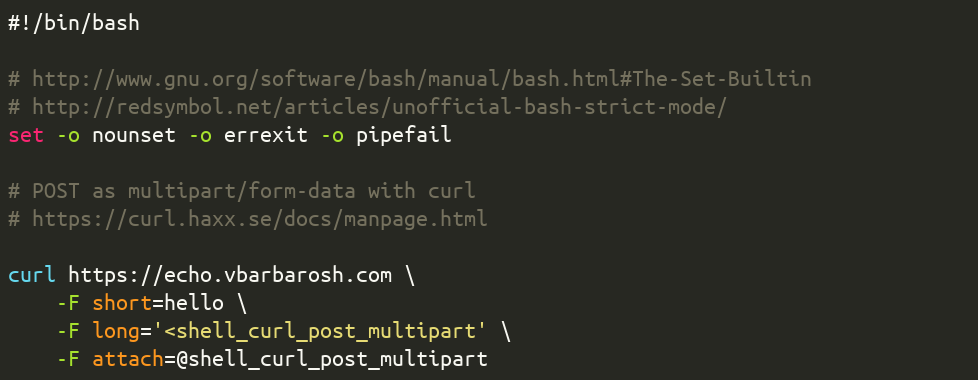 #!/bin/bash

# http://www.gnu.org/software/bash/manual/bash.html#The-Set-Builtin
# http://redsymbol.net/articles/unofficial-bash-strict-mode/
set -o nounset -o errexit -o pipefail

# POST as multipart/form-data with curl
# https://curl.haxx.se/docs/manpage.html

curl https://echo.vbarbarosh.com \
    -F short=hello \
    -F long='<shell_curl_post_multipart' \
    -F attach=@shell_curl_post_multipart